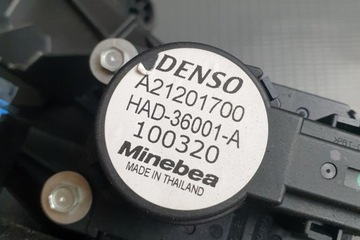 DENSO
A21201700
HAD-36001-A
100320
Minebea
MADE IN THAILAND